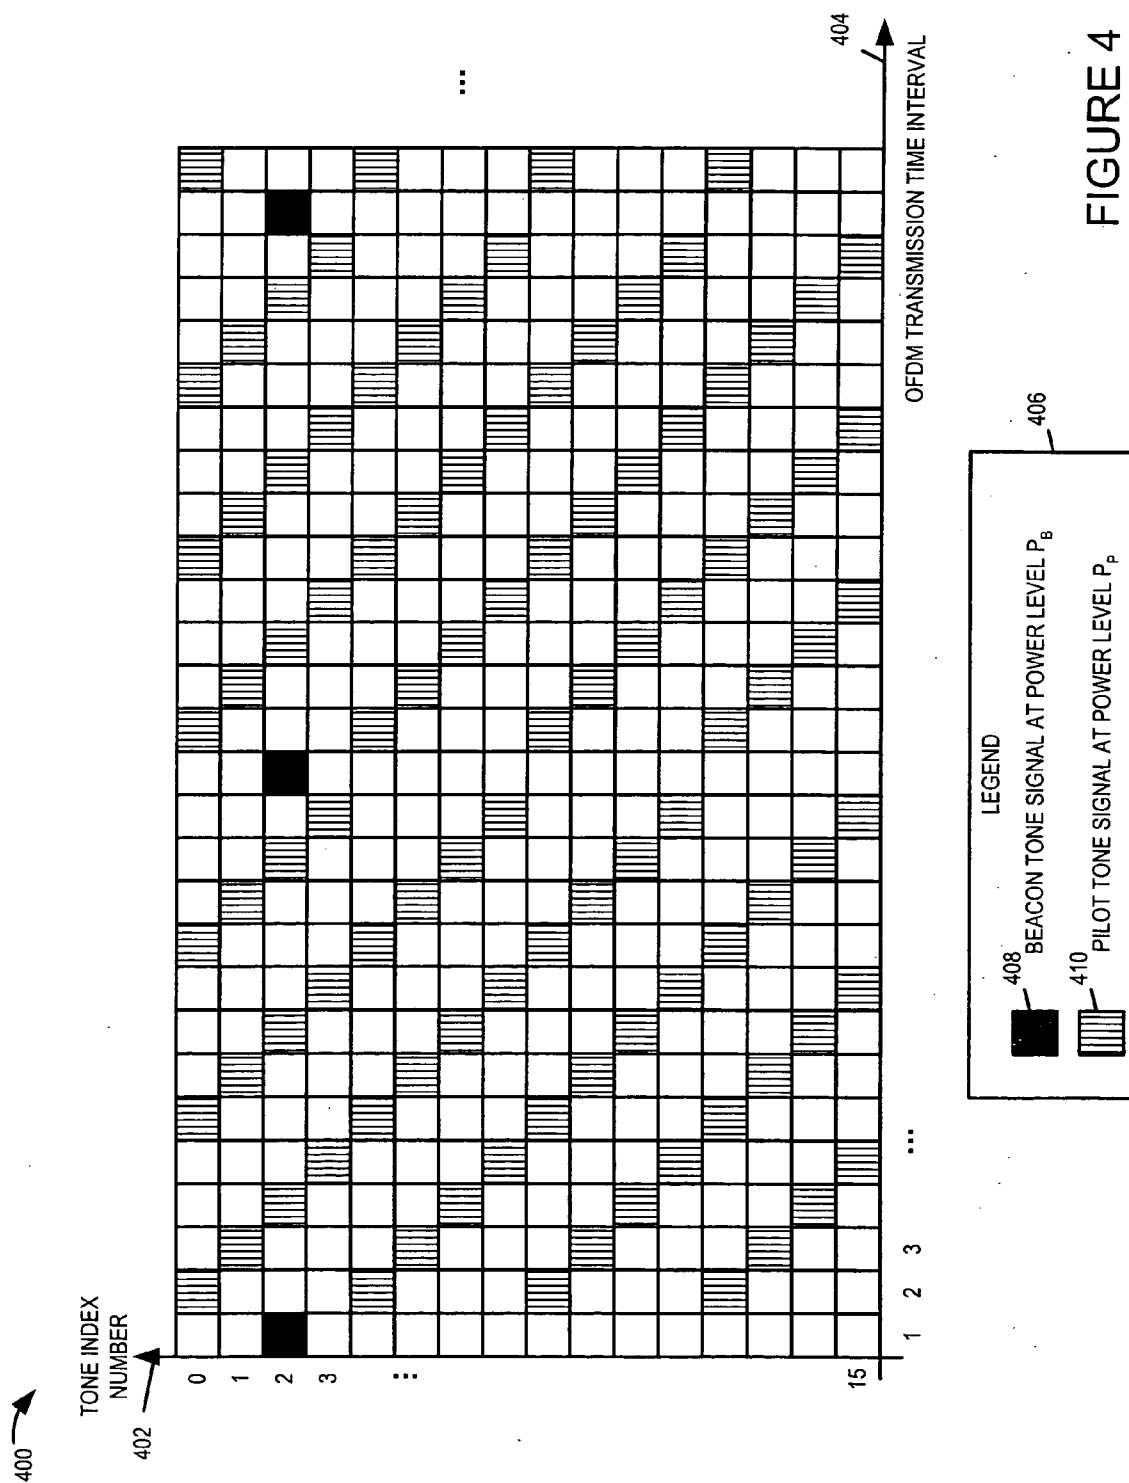 400
TONE INDEX
NUMBER
402
0
1
2
3
...
15
1
2
3
...
...
404
OFDM TRANSMISSION TIME INTERVAL
LEGEND
406
408
BEACON TONE SIGNAL AT POWER LEVEL P_B
410
PILOT TONE SIGNAL AT POWER LEVEL P_P
FIGURE 4